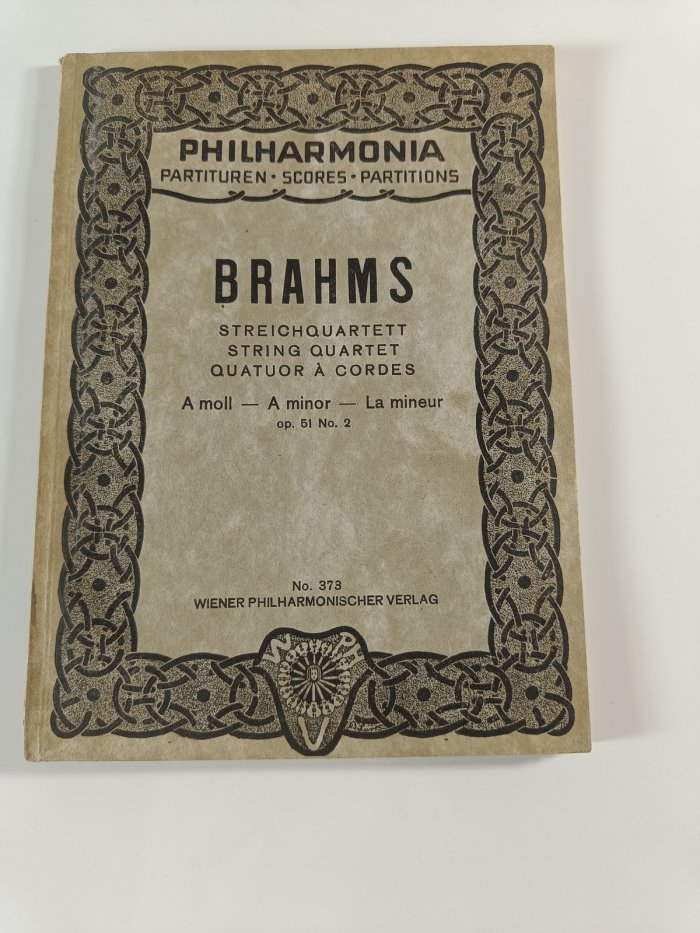 PHILHARMONIA
PARTITUREN • SCORES • PARTITIONS
BRAHMS
STREICHQUARTETT
STRING QUARTET
QUATUOR À CORDES
A moll — A minor — La mineur
op. 51 No. 2
No. 373
WIENER PHILHARMONISCHER VERLAG
W PH
V